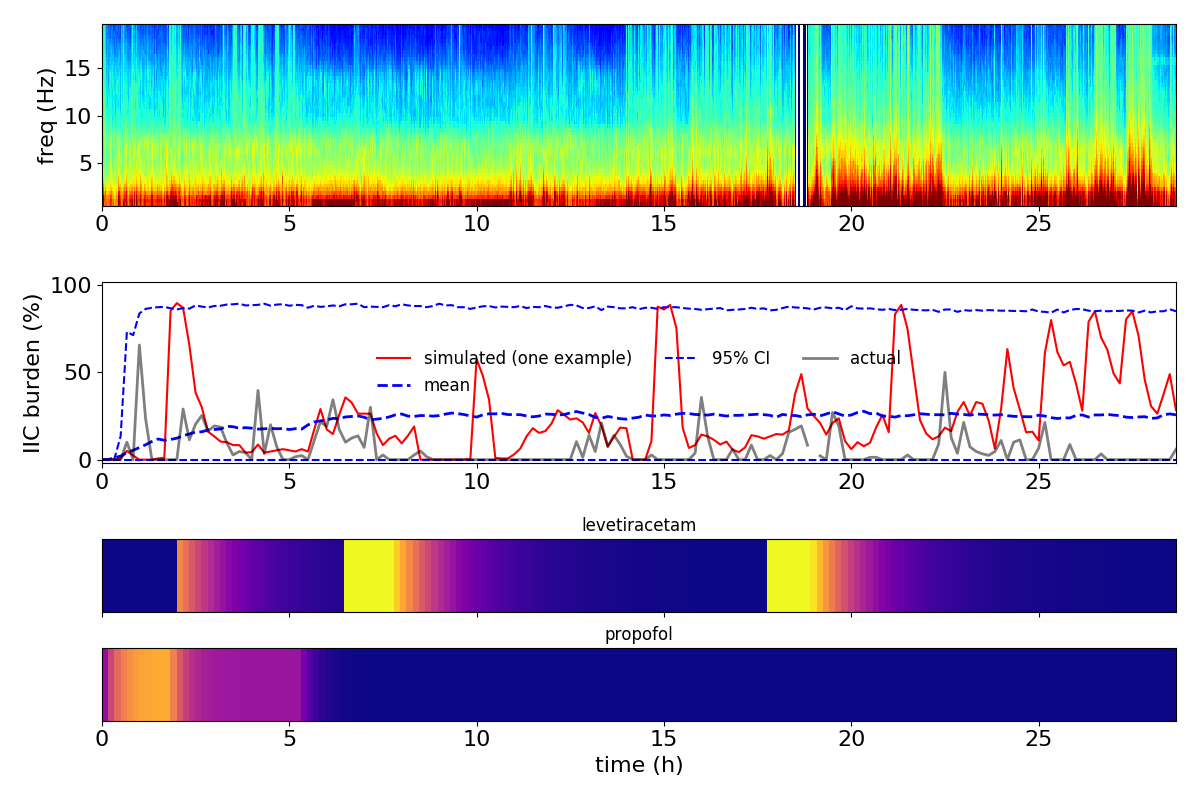 freq (Hz)
15
10
5
0 5 10 15 20 25
IIC burden (%)
100
50
0
simulated (one example) 95% CI actual
mean
0 5 10 15 20 25
levetiracetam
propofol
0 5 10 15 20 25
time (h)